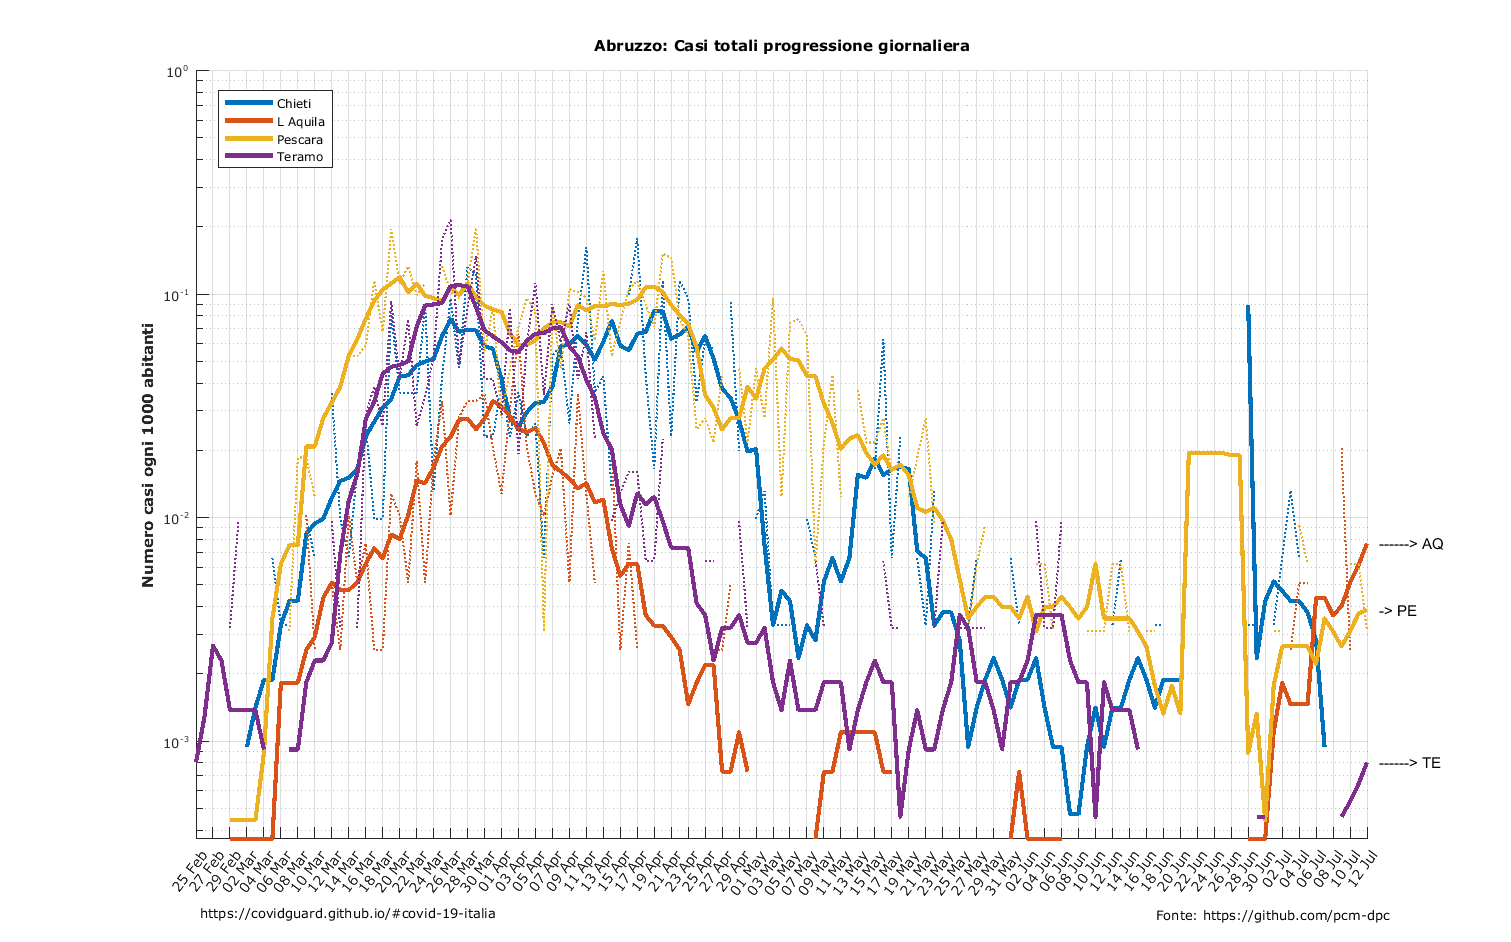 Abruzzo: Casi totali progressione giornaliera
Numero casi ogni 1000 abitanti
10^0
10^-1
10^-2
10^-3
Chieti
L Aquila
Pescara
Teramo
------> AQ
-> PE
------> TE
25 Feb
27 Feb
29 Feb
02 Mar
04 Mar
06 Mar
08 Mar
10 Mar
12 Mar
14 Mar
16 Mar
18 Mar
20 Mar
22 Mar
24 Mar
26 Mar
28 Mar
30 Mar
01 Apr
03 Apr
05 Apr
07 Apr
09 Apr
11 Apr
13 Apr
15 Apr
17 Apr
19 Apr
21 Apr
23 Apr
25 Apr
27 Apr
29 Apr
01 May
03 May
05 May
07 May
09 May
11 May
13 May
15 May
17 May
19 May
21 May
23 May
25 May
27 May
29 May
31 May
02 Jun
04 Jun
06 Jun
08 Jun
10 Jun
12 Jun
14 Jun
16 Jun
18 Jun
20 Jun
22 Jun
24 Jun
26 Jun
28 Jun
30 Jun
02 Jul
04 Jul
06 Jul
08 Jul
10 Jul
12 Jul
https://covidguard.github.io/#covid-19-italia
Fonte: https://github.com/pcm-dpc